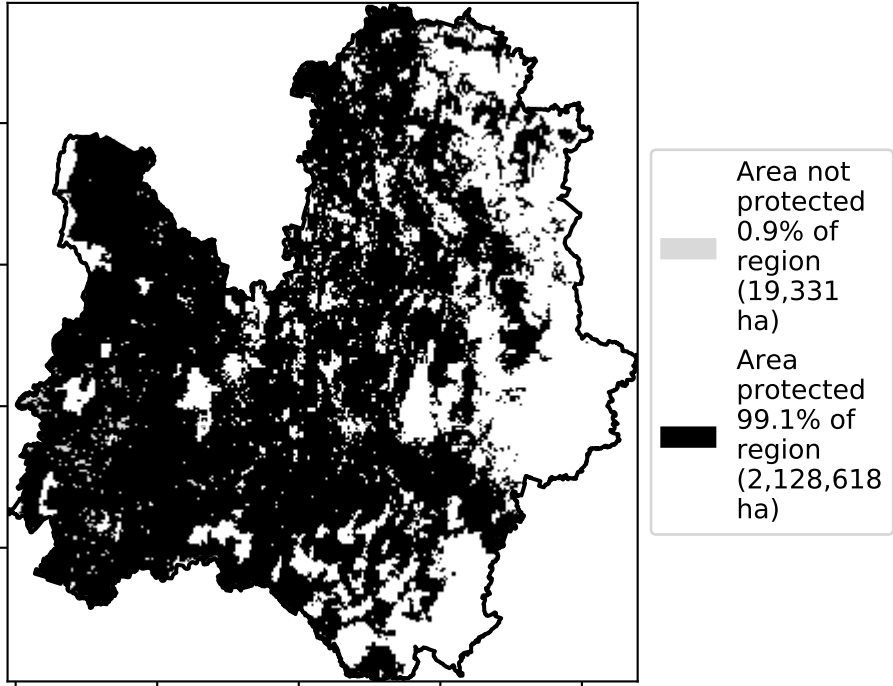 Area not
protected
0.9% of
region
(19,331
ha)
Area
protected
99.1% of
region
(2,128,618
ha)